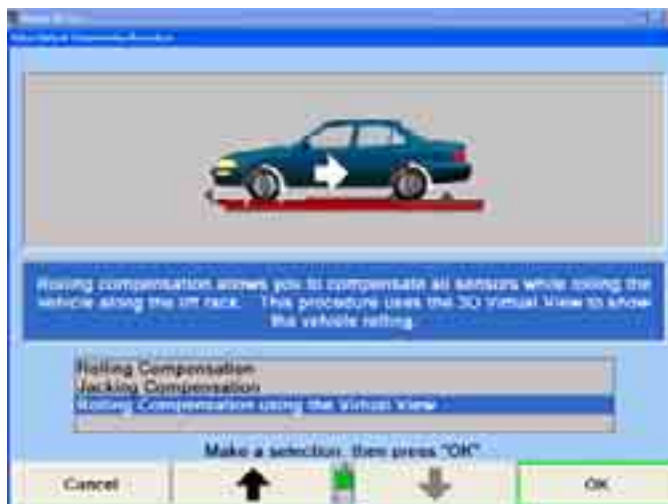 Rolling compensation allows you to compensate all sensors while rolling the
vehicle along the lift rack. This procedure uses the 3D Virtual View to show
the vehicle rolling.
Rolling Compensation
Jacking Compensation
Rolling Compensation using the Virtual View
Make a selection, then press "OK"
Cancel
OK